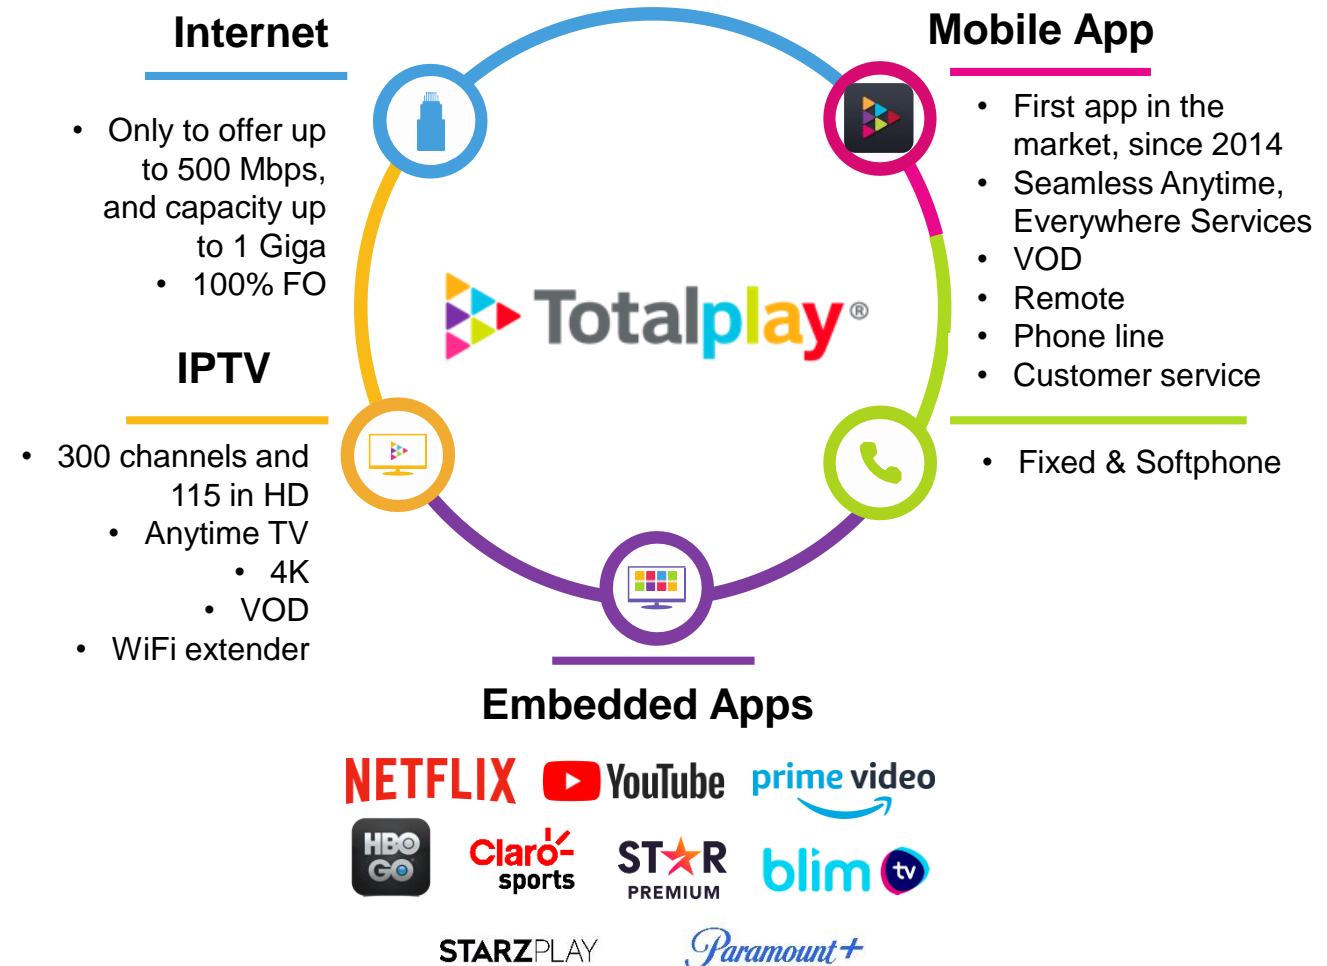 Internet
• Only to offer up
to 500 Mbps,
and capacity up
to 1 Giga
• 100% FO
IPTV
• 300 channels and
115 in HD
• Anytime TV
• 4K
• VOD
• WiFi extender
Totalplay®
Mobile App
• First app in the
market, since 2014
• Seamless Anytime,
Everywhere Services
• VOD
• Remote
• Phone line
• Customer service
• Fixed & Softphone
Embedded Apps
NETFLIX YouTube prime video
HBO
GO
Claro-
sports
STAR
PREMIUM
blim tv
STARZPLAY Paramount+